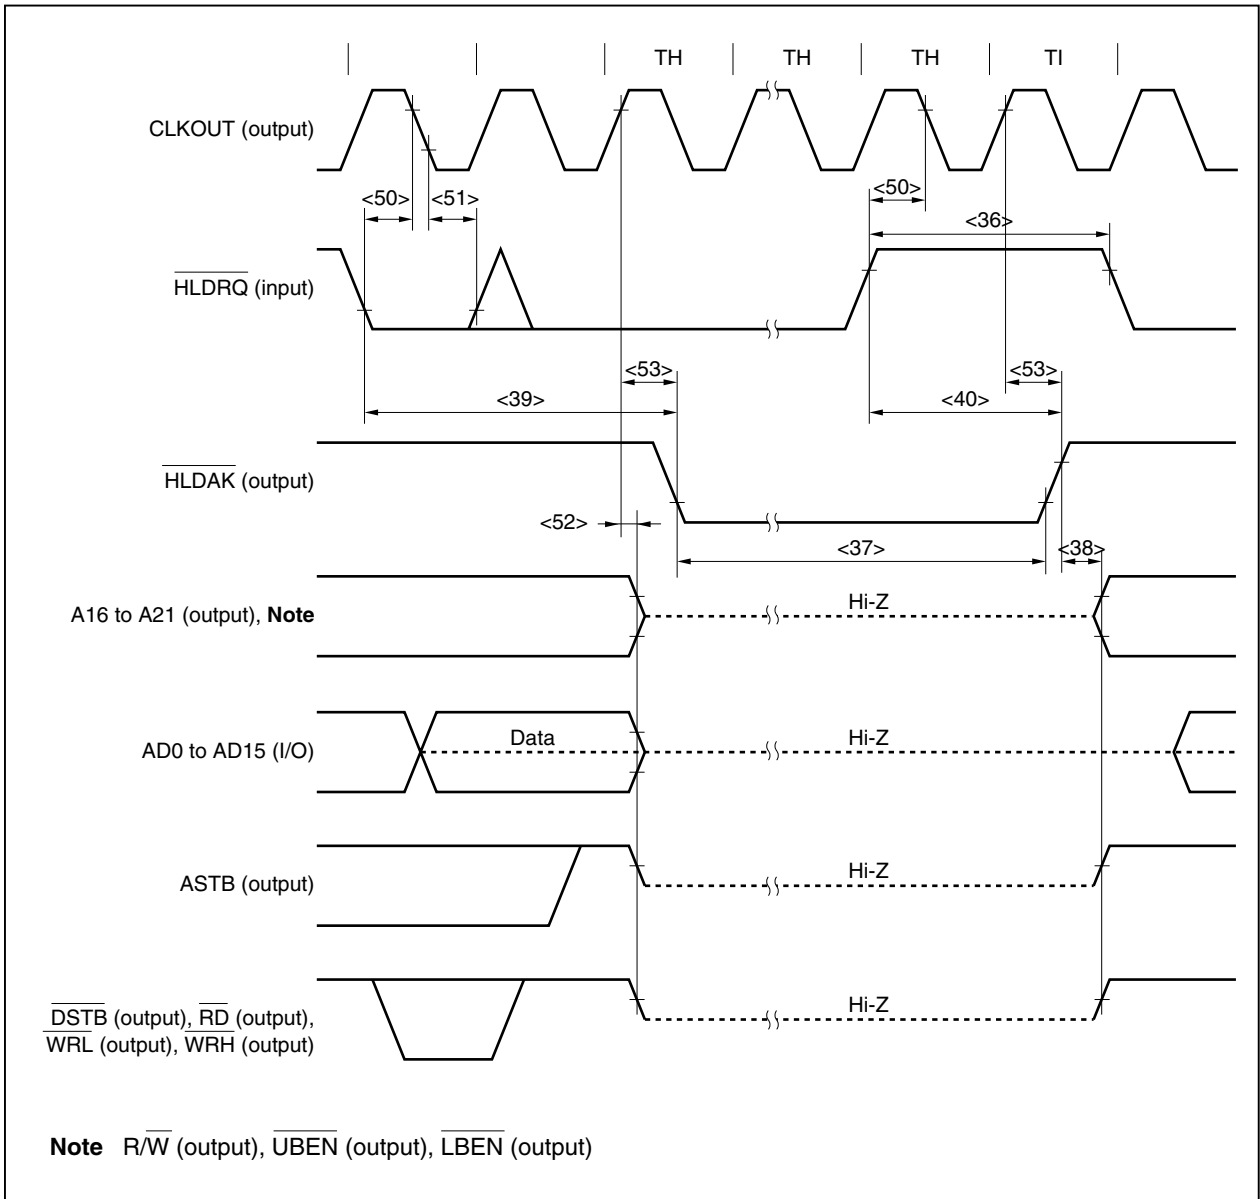 TH TH TH TI
CLKOUT (output)
<50> <51>
<50>
<36>
HLDRQ (input)
<53>
<53>
<39>
<40>
HLDAK (output)
<52>
<37>
<38>
A16 to A21 (output), Note
Hi-Z
AD0 to AD15 (I/O)
Data
Hi-Z
ASTB (output)
Hi-Z
DSTB (output), RD (output),
WRL (output), WRH (output)
Hi-Z
Note R/W (output), UBEN (output), LBEN (output)